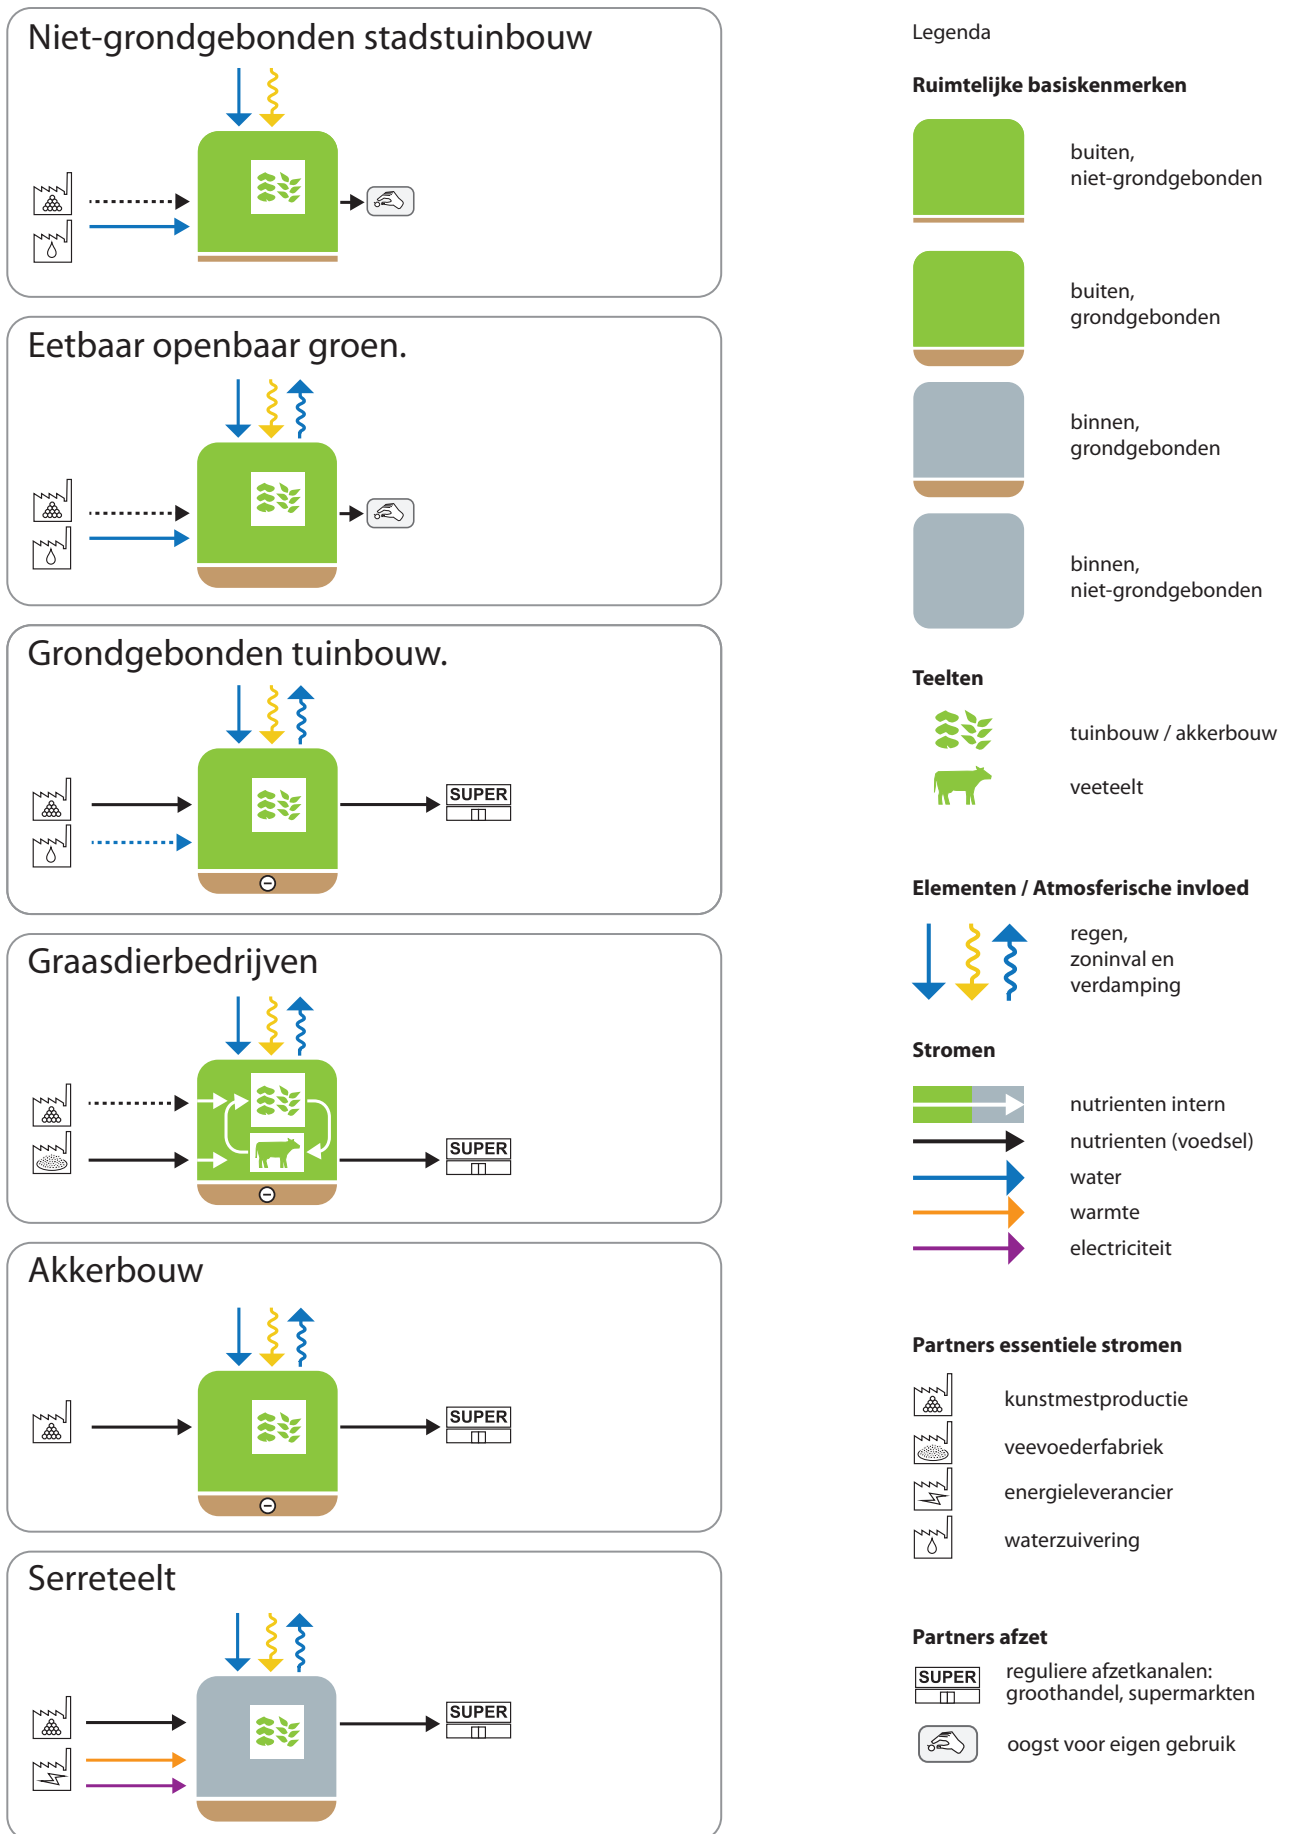 Niet-grondgebonden stadstuinbouw
Eetbaar openbaar groen.
Grondgebonden tuinbouw.
SUPER
Graasdierbedrijven
SUPER
Akkerbouw
SUPER
Serreteelt
SUPER
Legenda
Ruimtelijke basiskenmerken
buiten,
niet-grondgebonden
buiten,
grondgebonden
binnen,
grondgebonden
binnen,
niet-grondgebonden
Teelten
tuinbouw / akkerbouw
veeteelt
Elementen / Atmosferische invloed
regen,
zoninval en
verdamping
Stromen
nutrienten intern
nutrienten (voedsel)
water
warmte
electriciteit
Partners essentiele stromen
kunstmestproductie
veevoederfabriek
energieleverancier
waterzuivering
Partners afzet
SUPER
reguliere afzetkanalen:
groothandel, supermarkten
oogst voor eigen gebruik